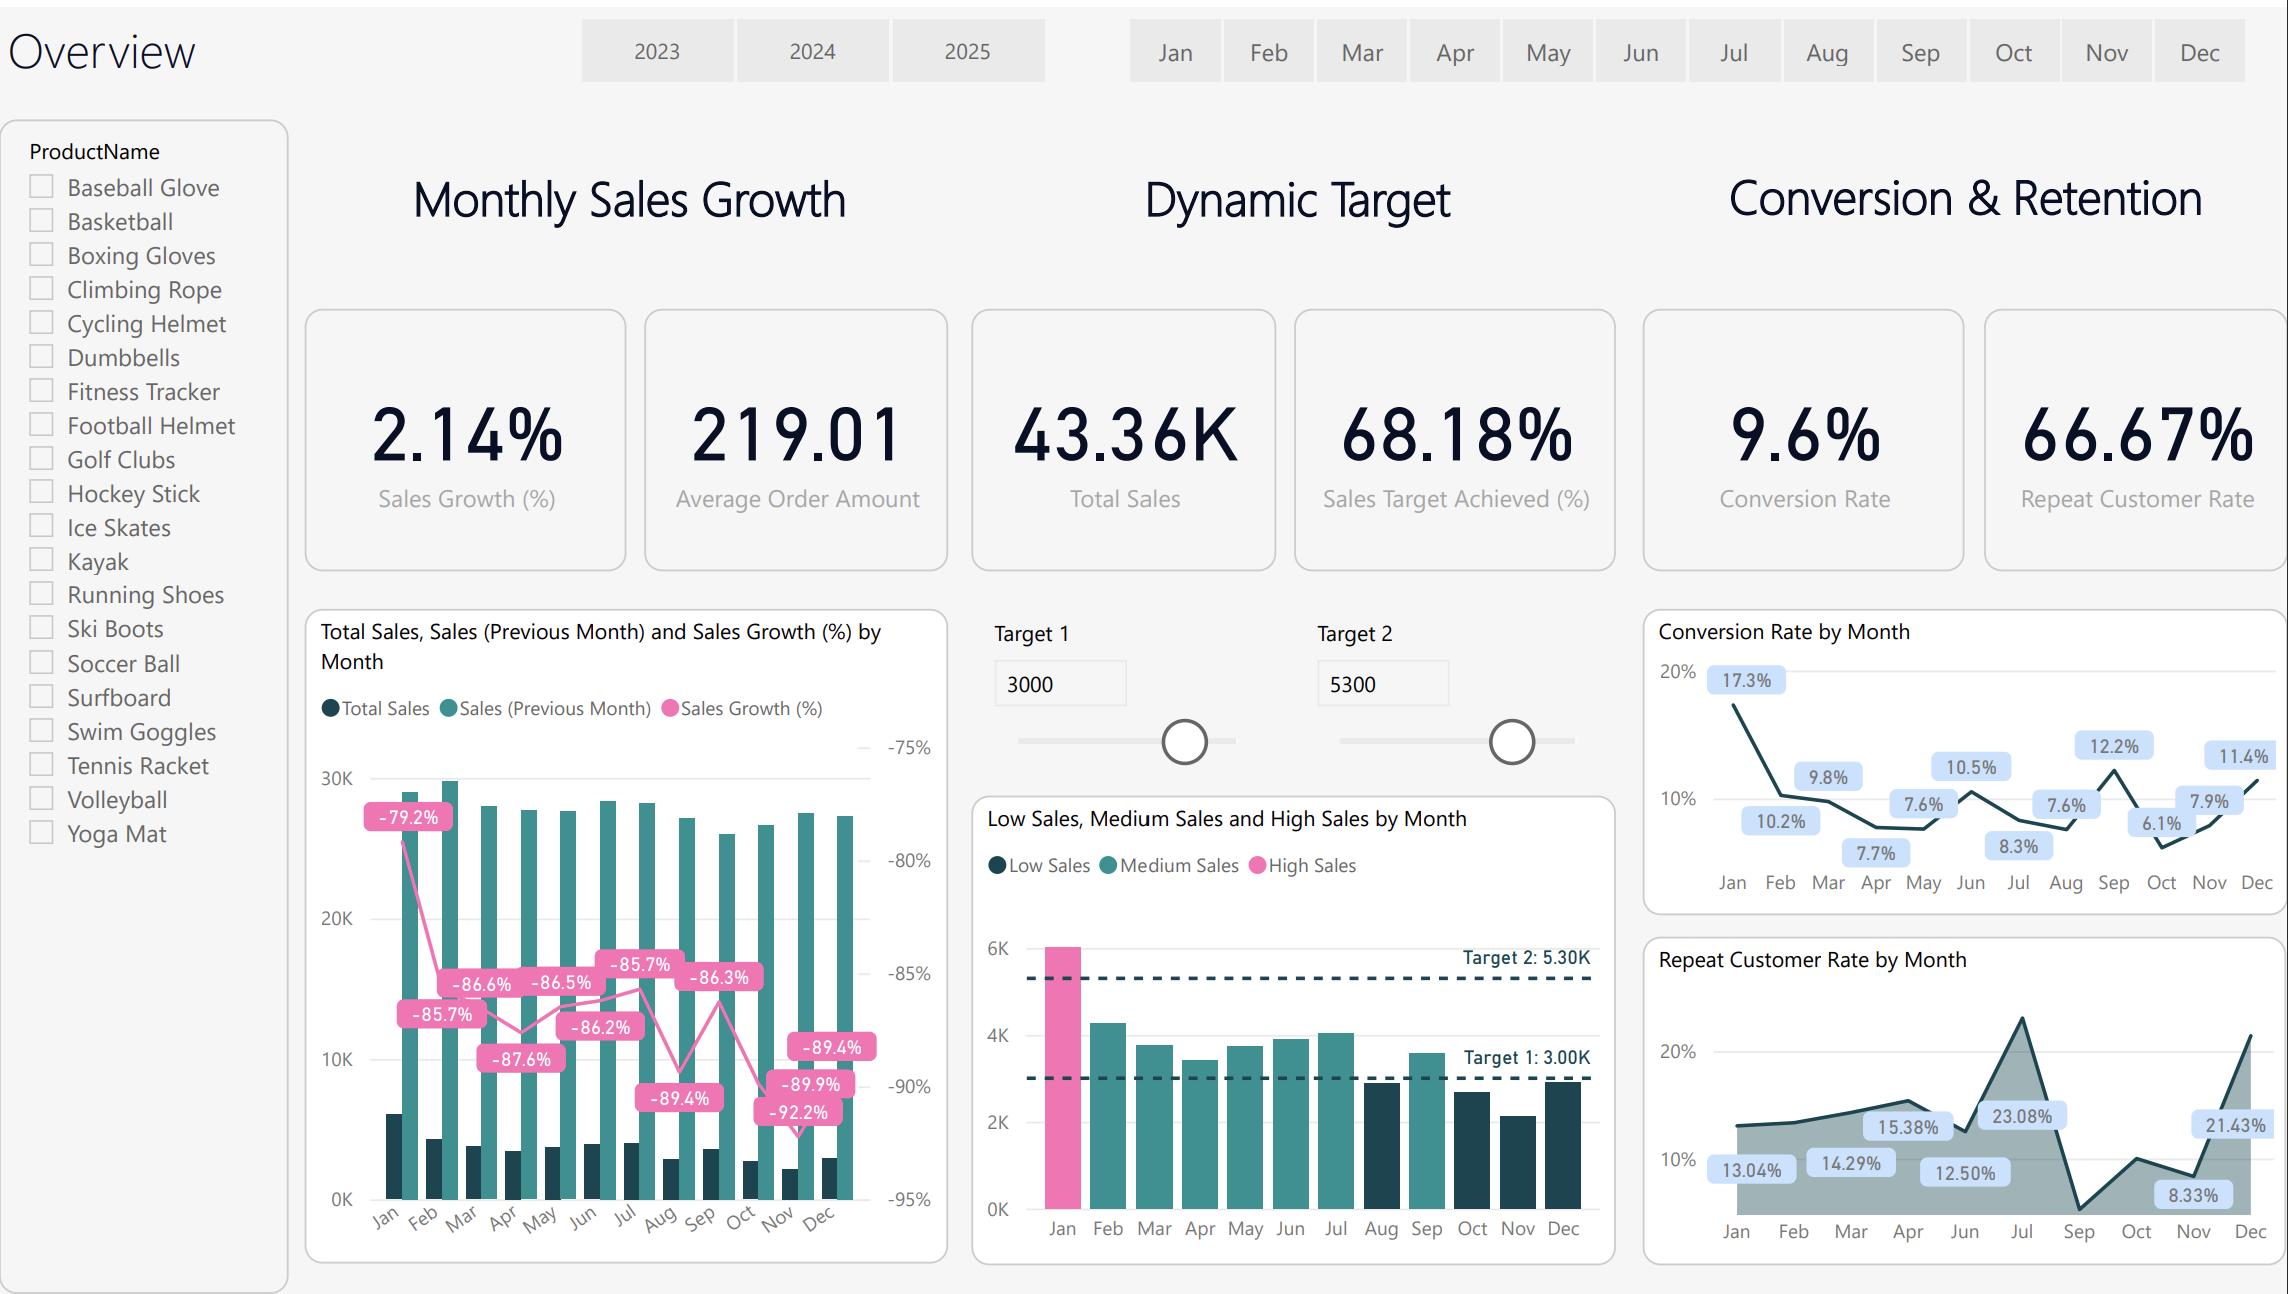 Overview
2023
2024
2025
Jan
Feb
Mar
Apr
May
Jun
Jul
Aug
Sep
Oct
Nov
Dec
ProductName
Baseball Glove
Basketball
Boxing Gloves
Climbing Rope
Cycling Helmet
Dumbbells
Fitness Tracker
Football Helmet
Golf Clubs
Hockey Stick
Ice Skates
Kayak
Running Shoes
Ski Boots
Soccer Ball
Surfboard
Swim Goggles
Tennis Racket
Volleyball
Yoga Mat
Monthly Sales Growth
Dynamic Target
Conversion & Retention
2.14%
Sales Growth (%)
219.01
Average Order Amount
43.36K
Total Sales
68.18%
Sales Target Achieved (%)
9.6%
Conversion Rate
66.67%
Repeat Customer Rate
Total Sales, Sales (Previous Month) and Sales Growth (%) by
Month
Total Sales
Sales (Previous Month)
Sales Growth (%)
30K
20K
10K
0K
-75%
-80%
-85%
-90%
-95%
-79.2%
-85.7%
-86.6%
-87.6%
-86.5%
-86.2%
-85.7%
-89.4%
-86.3%
-89.9%
-92.2%
-89.4%
Jan
Feb
Mar
Apr
May
Jun
Jul
Aug
Sep
Oct
Nov
Dec
Target 1
3000
Target 2
5300
Low Sales, Medium Sales and High Sales by Month
Low Sales
Medium Sales
High Sales
6K
4K
2K
0K
Target 2: 5.30K
Target 1: 3.00K
Jan
Feb
Mar
Apr
May
Jun
Jul
Aug
Sep
Oct
Nov
Dec
Conversion Rate by Month
20%
10%
17.3%
10.2%
9.8%
7.7%
7.6%
10.5%
8.3%
7.6%
12.2%
6.1%
7.9%
11.4%
Jan
Feb
Mar
Apr
May
Jun
Jul
Aug
Sep
Oct
Nov
Dec
Repeat Customer Rate by Month
20%
10%
13.04%
14.29%
15.38%
12.50%
23.08%
8.33%
21.43%
Jan
Feb
Mar
Apr
Jun
Jul
Sep
Oct
Nov
Dec